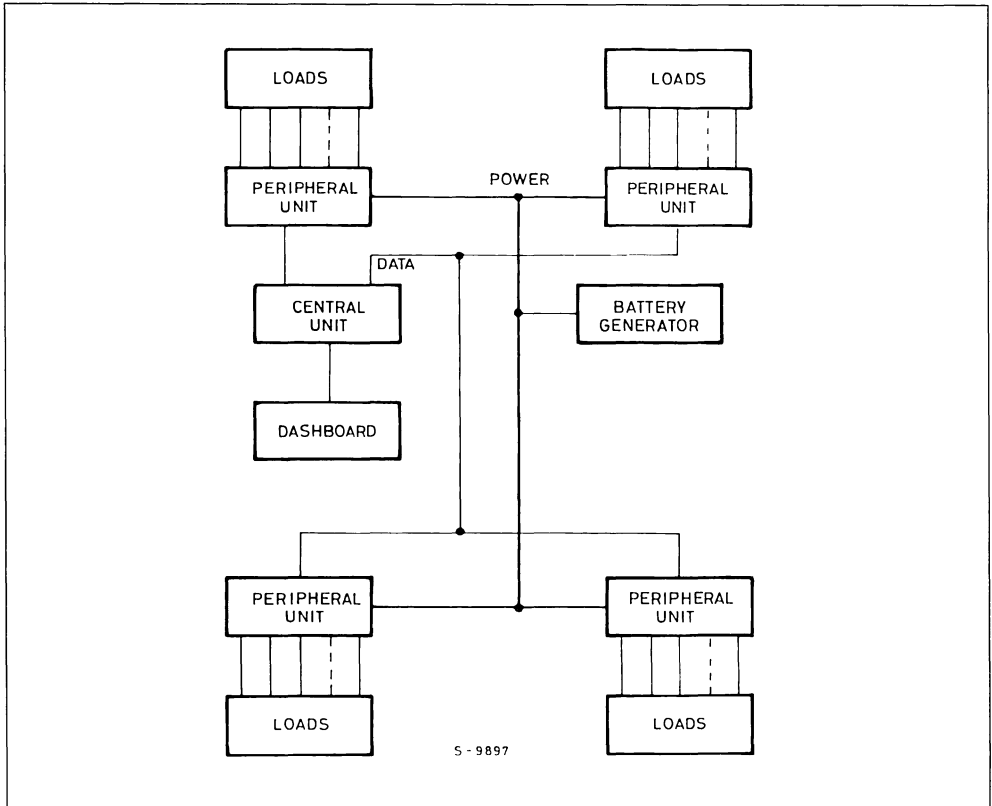 LOADS
LOADS
PERIPHERAL
UNIT
POWER
PERIPHERAL
UNIT
DATA
CENTRAL
UNIT
BATTERY
GENERATOR
DASHBOARD
PERIPHERAL
UNIT
PERIPHERAL
UNIT
LOADS
LOADS
S-9897